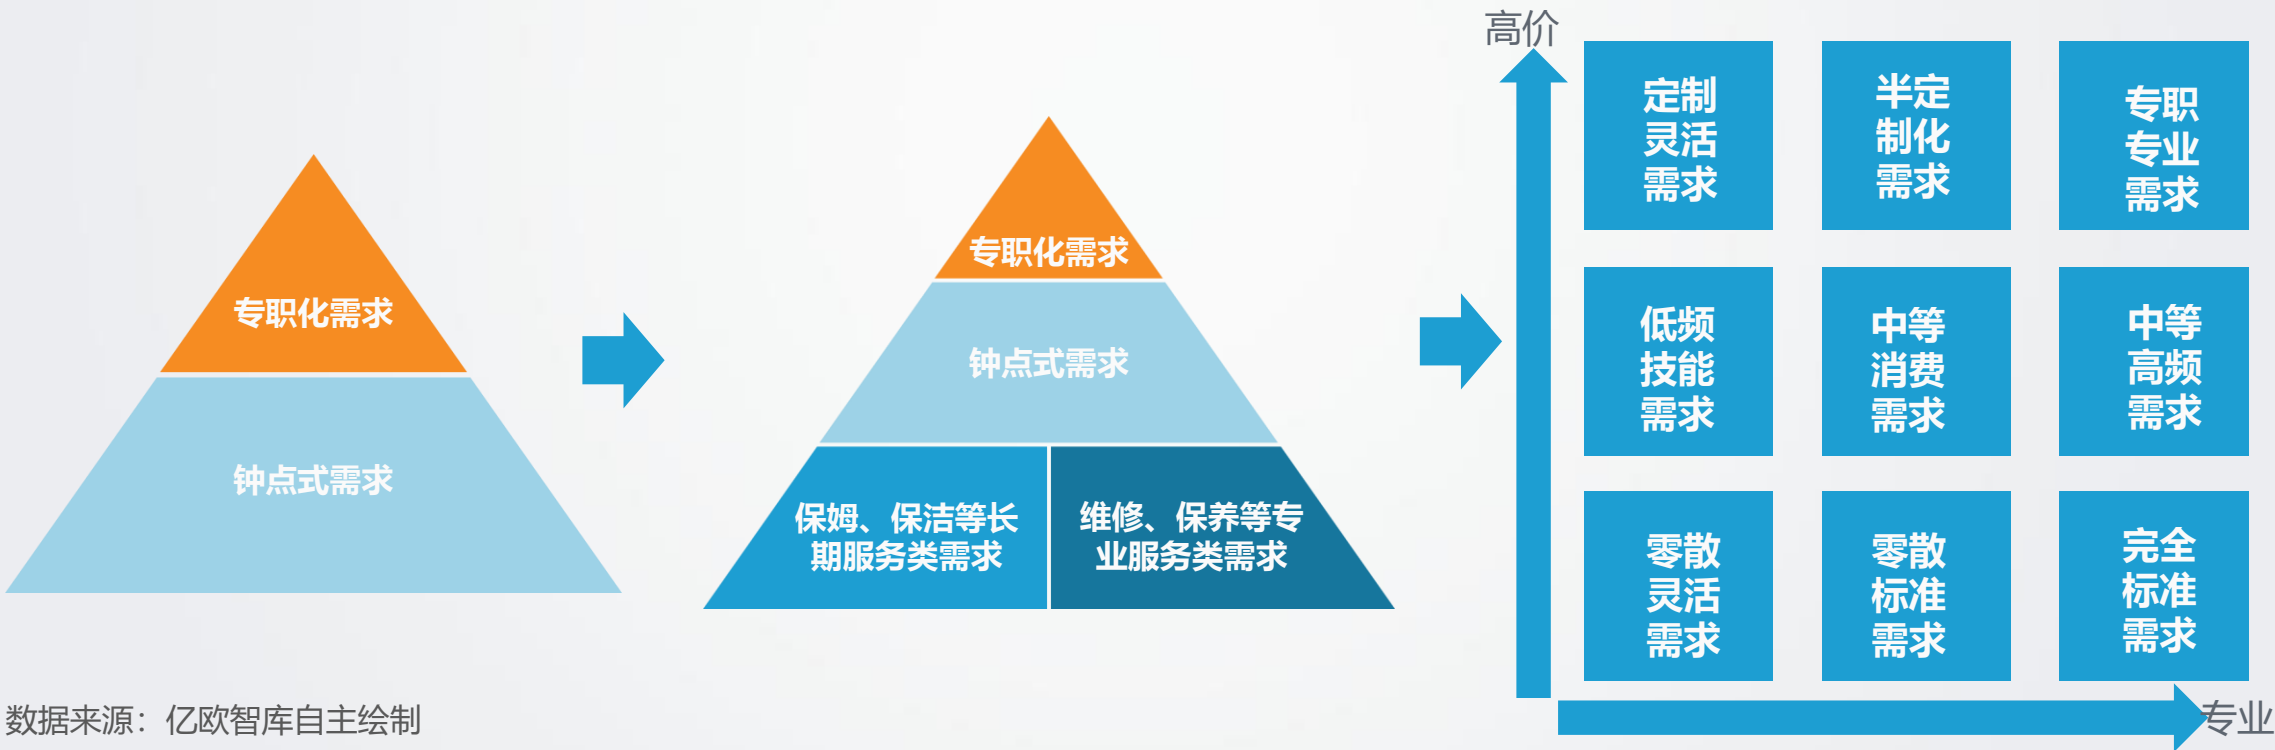 专职化需求
钟点式需求
专职化需求
钟点式需求
保姆、保洁等长
期服务类需求
维修、保养等专
业服务类需求
高价
定制
灵活
需求
半定
制化
需求
专职
专业
需求
低频
技能
需求
中等
消费
需求
中等
高频
需求
零散
灵活
需求
零散
标准
需求
完全
标准
需求
专业
数据来源：亿欧智库自主绘制